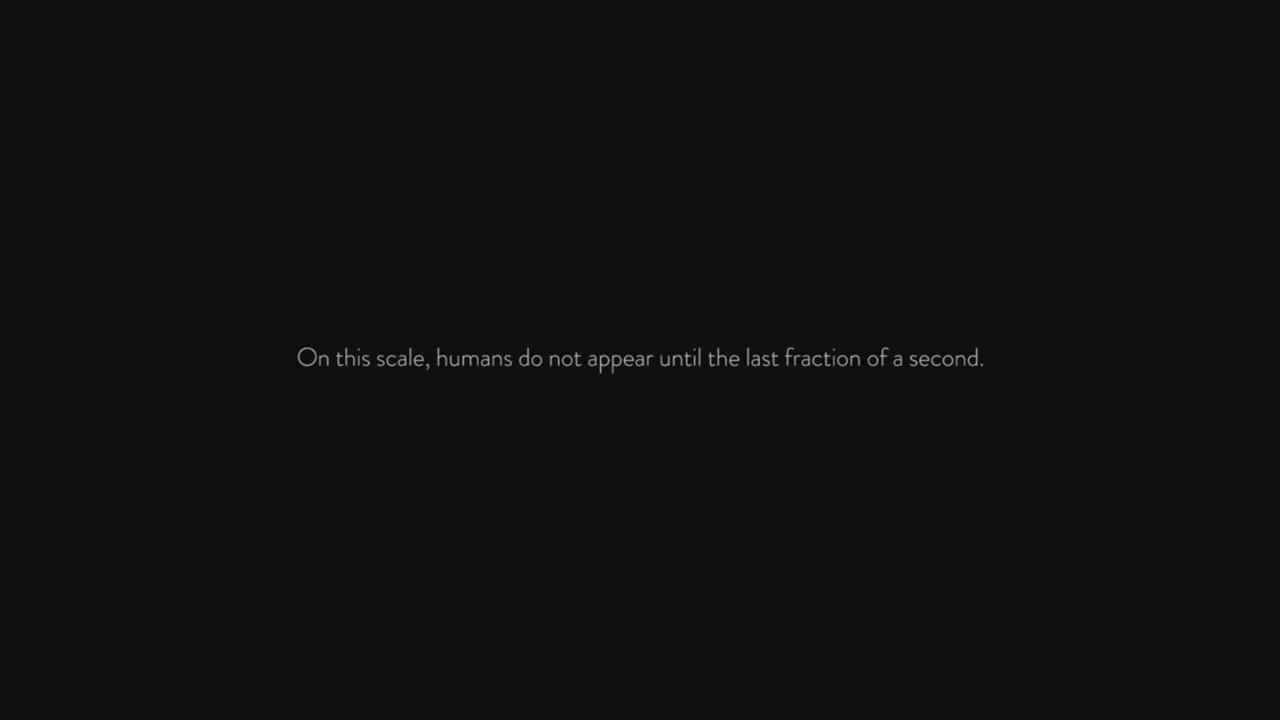 On this scale, humans do not appear until the last fraction of a second.